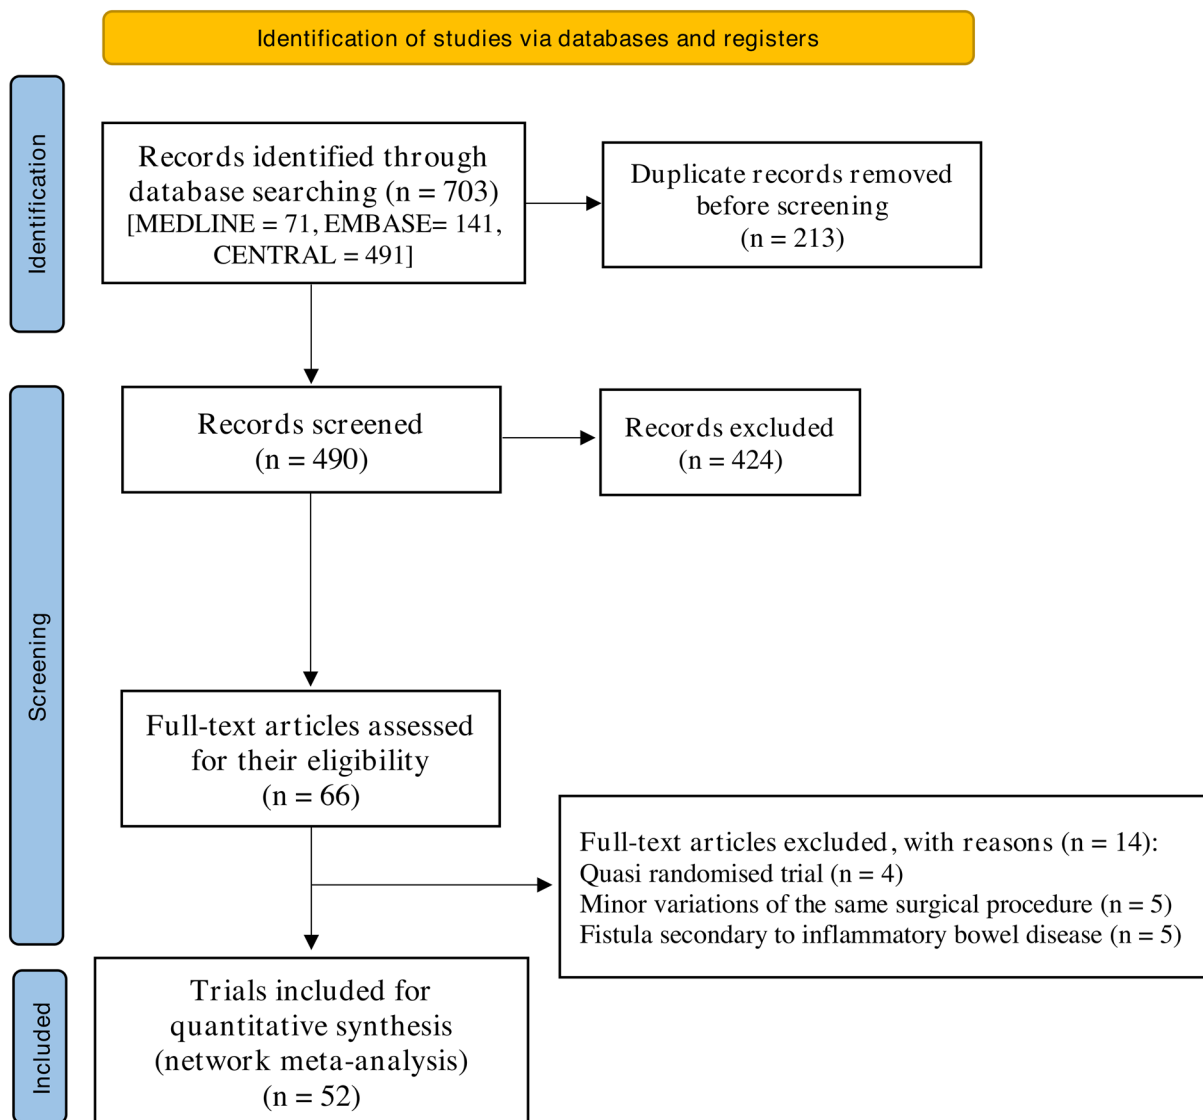 Identification of studies via databases and registers
Identification
Records identified through
database searching (n = 703)
[MEDLINE = 71, EMBASE= 141,
CENTRAL = 491]
Duplicate records removed
before screening
(n = 213)
Screening
Records screened
(n = 490)
Records excluded
(n = 424)
Full-text articles assessed
for their eligibility
(n = 66)
Full-text articles excluded, with reasons (n = 14):
Quasi randomised trial (n = 4)
Minor variations of the same surgical procedure (n = 5)
Fistula secondary to inflammatory bowel disease (n = 5)
Included
Trials included for
quantitative synthesis
(network meta-analysis)
(n = 52)